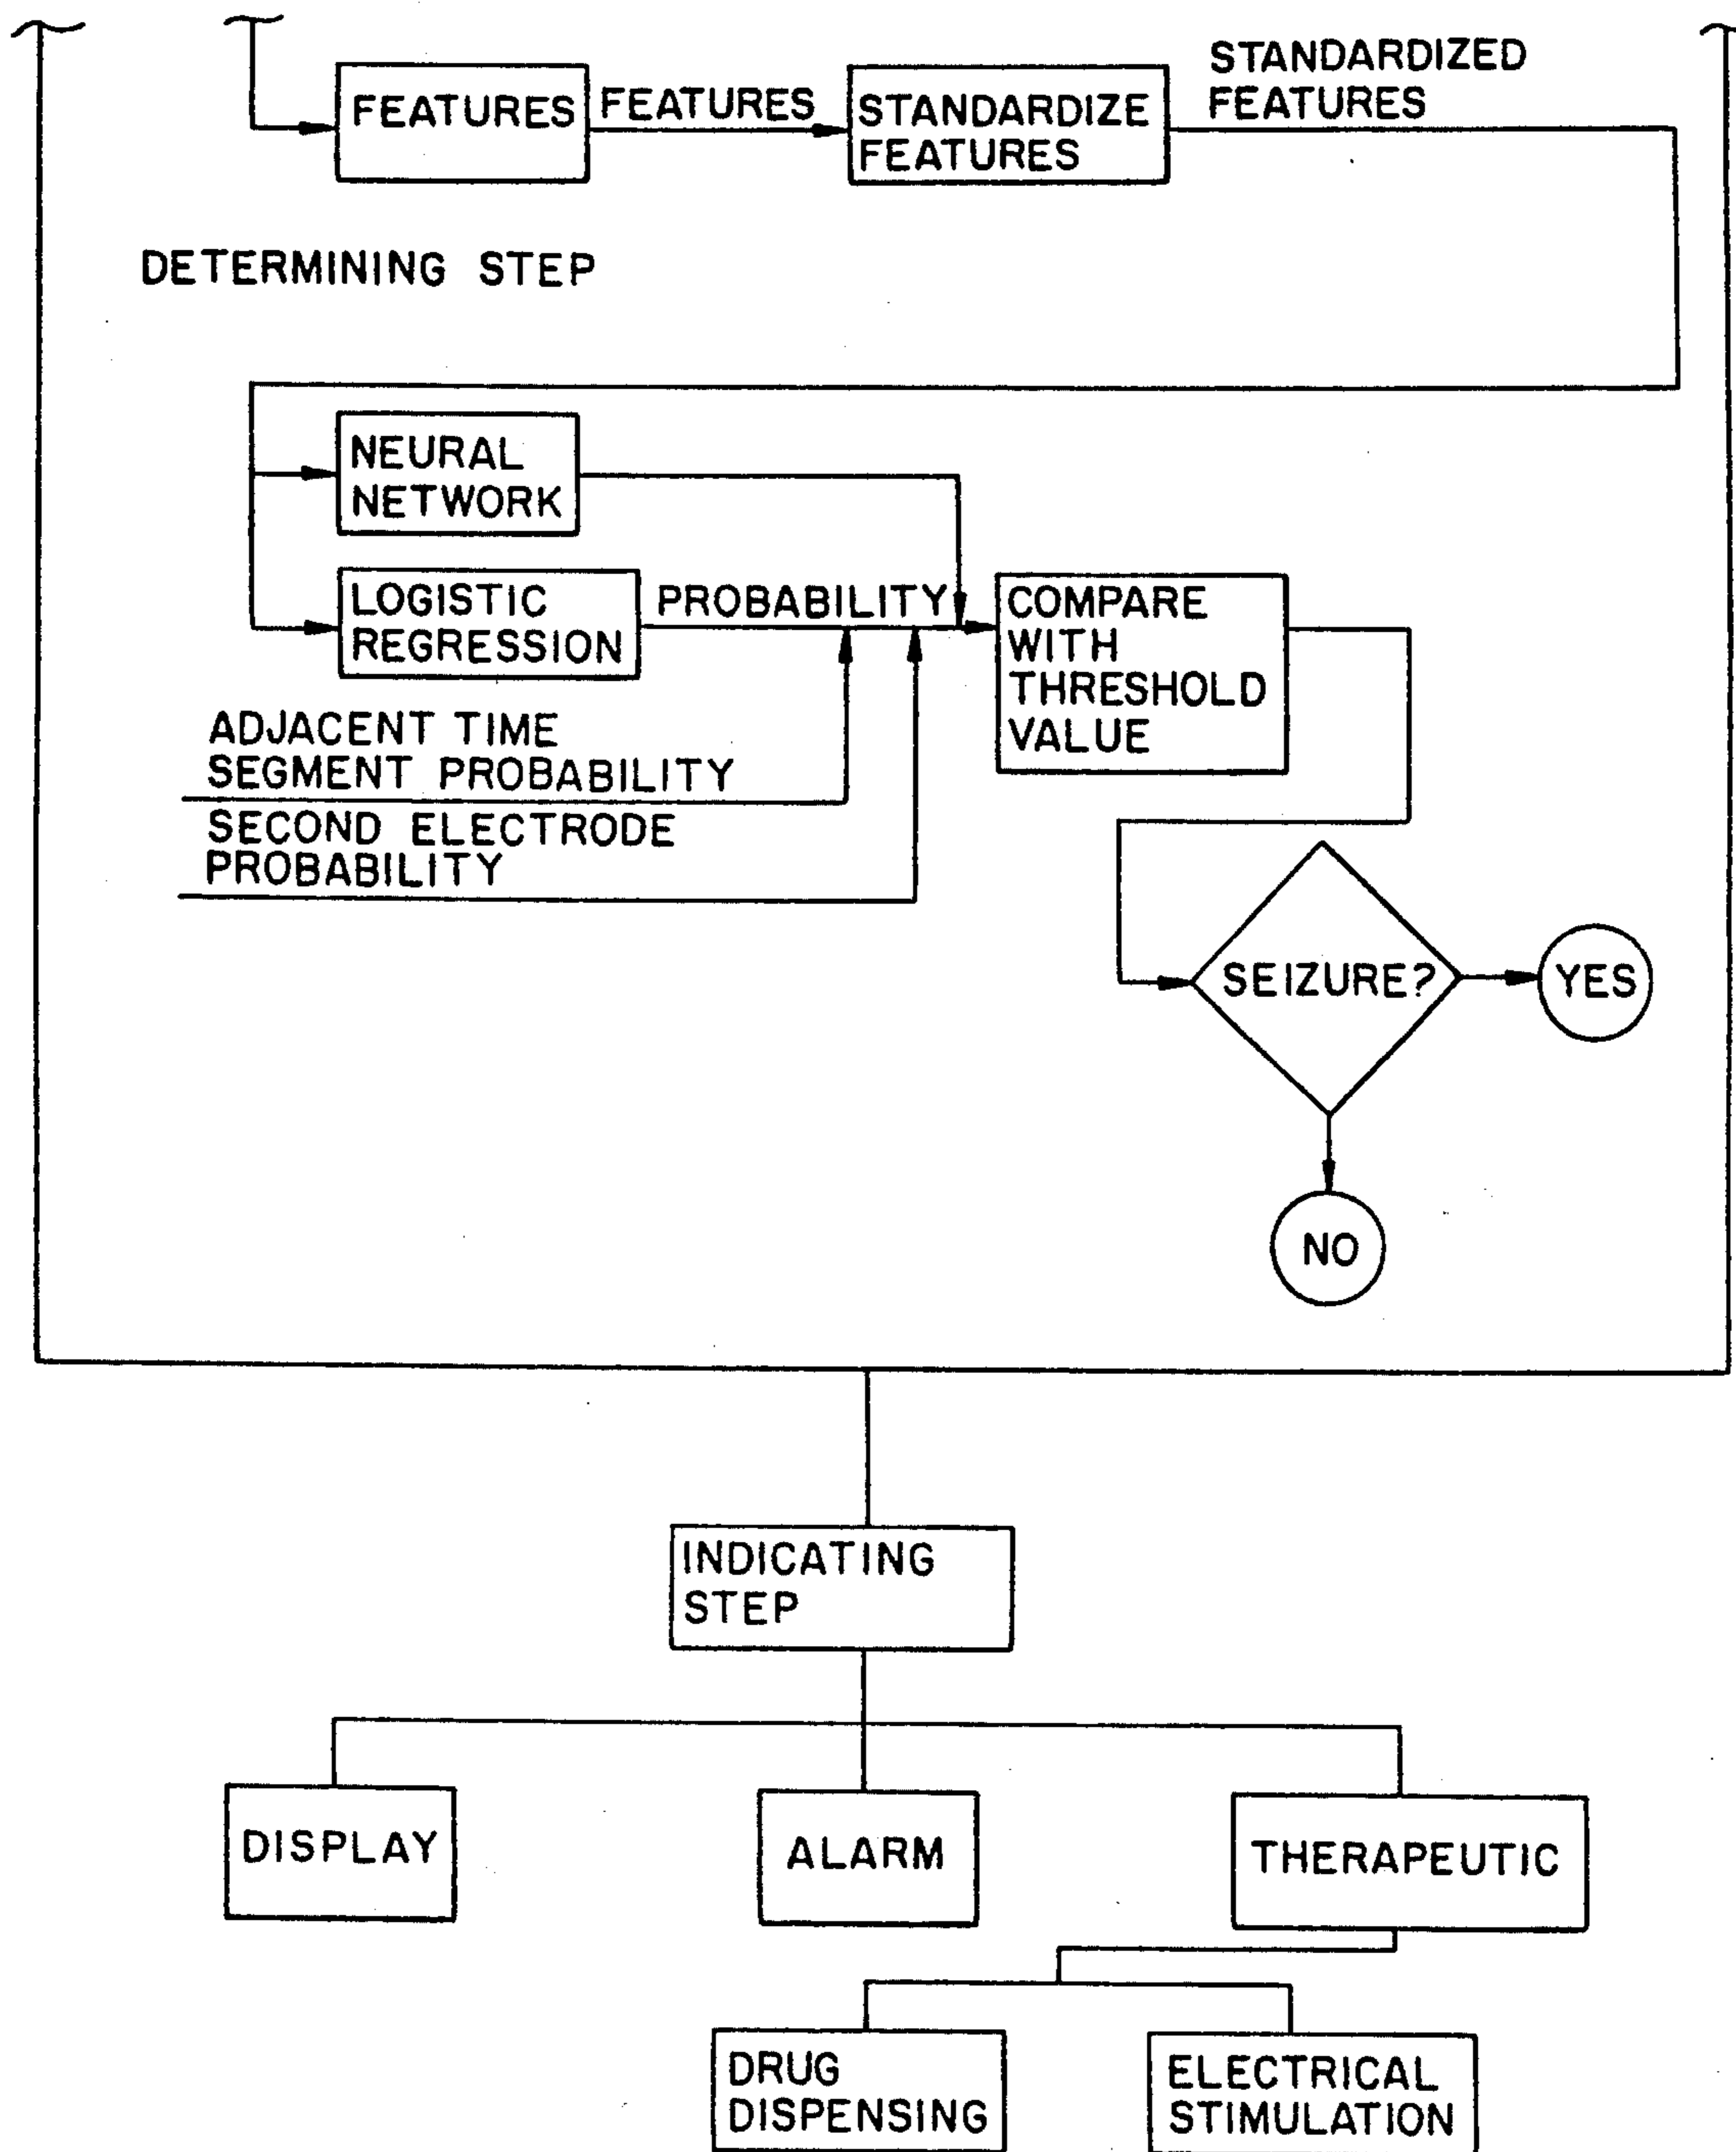 FEATURES
FEATURES
STANDARDIZE
FEATURES
STANDARDIZED
FEATURES
DETERMINING STEP
NEURAL
NETWORK
LOGISTIC
REGRESSION
PROBABILITY
COMPARE
WITH
THRESHOLD
VALUE
ADJACENT TIME
SEGMENT PROBABILITY
SECOND ELECTRODE
PROBABILITY
SEIZURE?
YES
NO
INDICATING
STEP
DISPLAY
ALARM
THERAPEUTIC
DRUG
DISPENSING
ELECTRICAL
STIMULATION